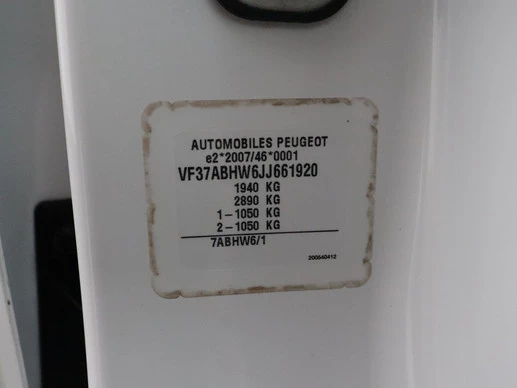 AUTOMOBILES PEUGEOT
e2*2007/46*0001
VF37ABHW6JJ661920
1940 KG
2890 KG
1-1050 KG
2-1050 KG
7ABHW6/1
200540412